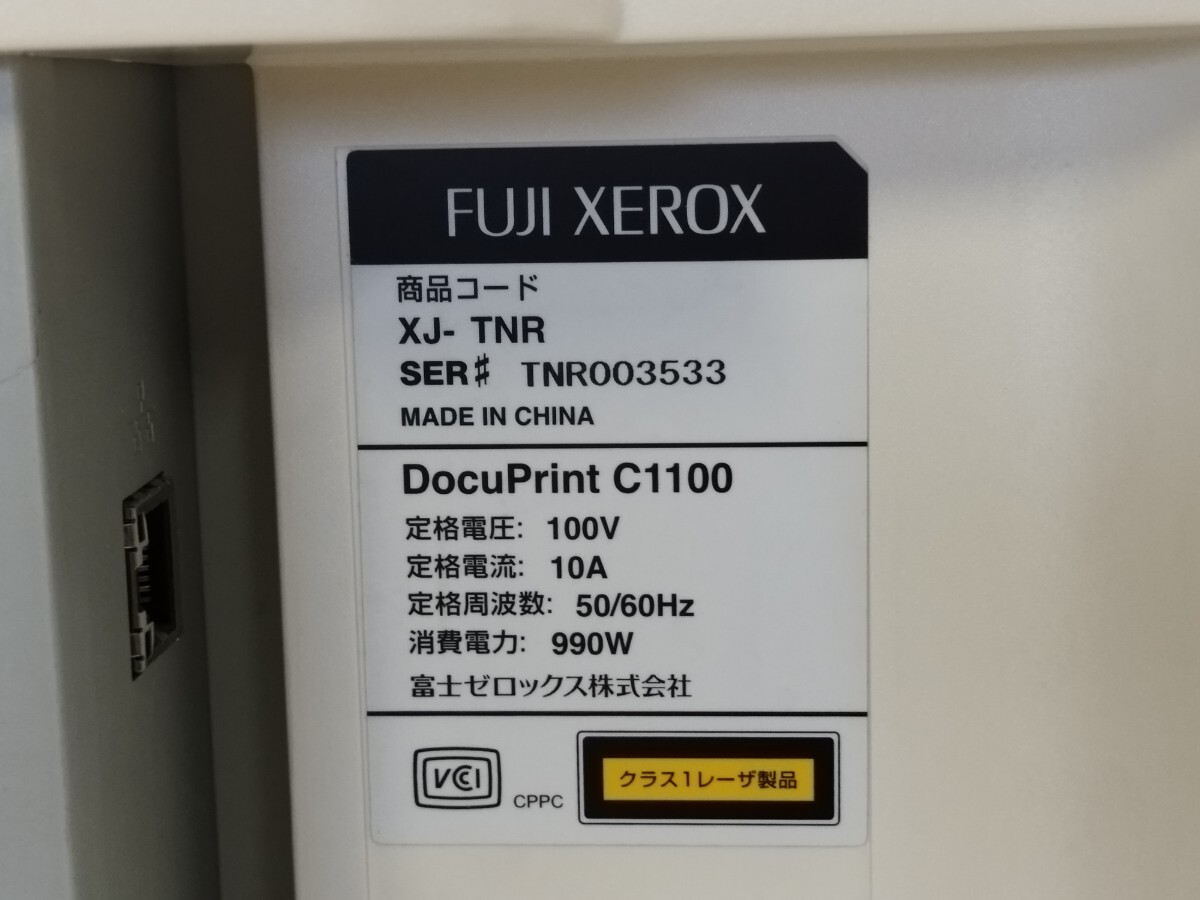 FUJI XEROX
商品コード
XJ- TNR
SER# TNR003533
MADE IN CHINA
DocuPrint C1100
定格電圧: 100V
定格電流: 10A
定格周波数: 50/60Hz
消費電力: 990W
富士ゼロックス株式会社
VCCI
CPPC
クラス1レーザ製品